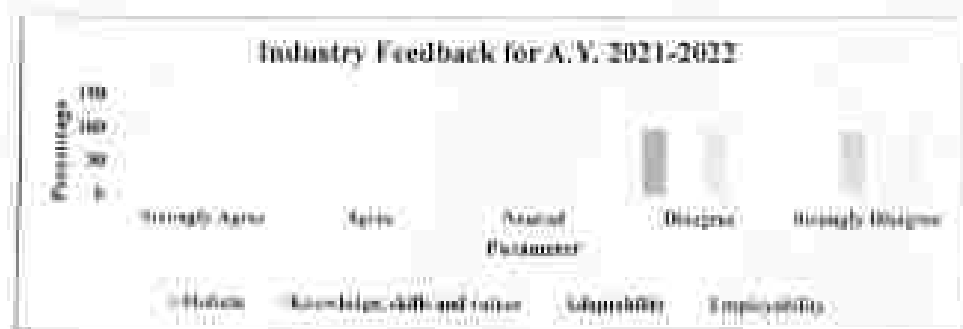 Industry Feedback for A.Y. 2021-2022
Percentage
150
100
50
0
Strongly Agree
Agree
Neutral
Disagree
Strongly Disagree
Parameter
Knowledge, skills and
Adaptability
Employability